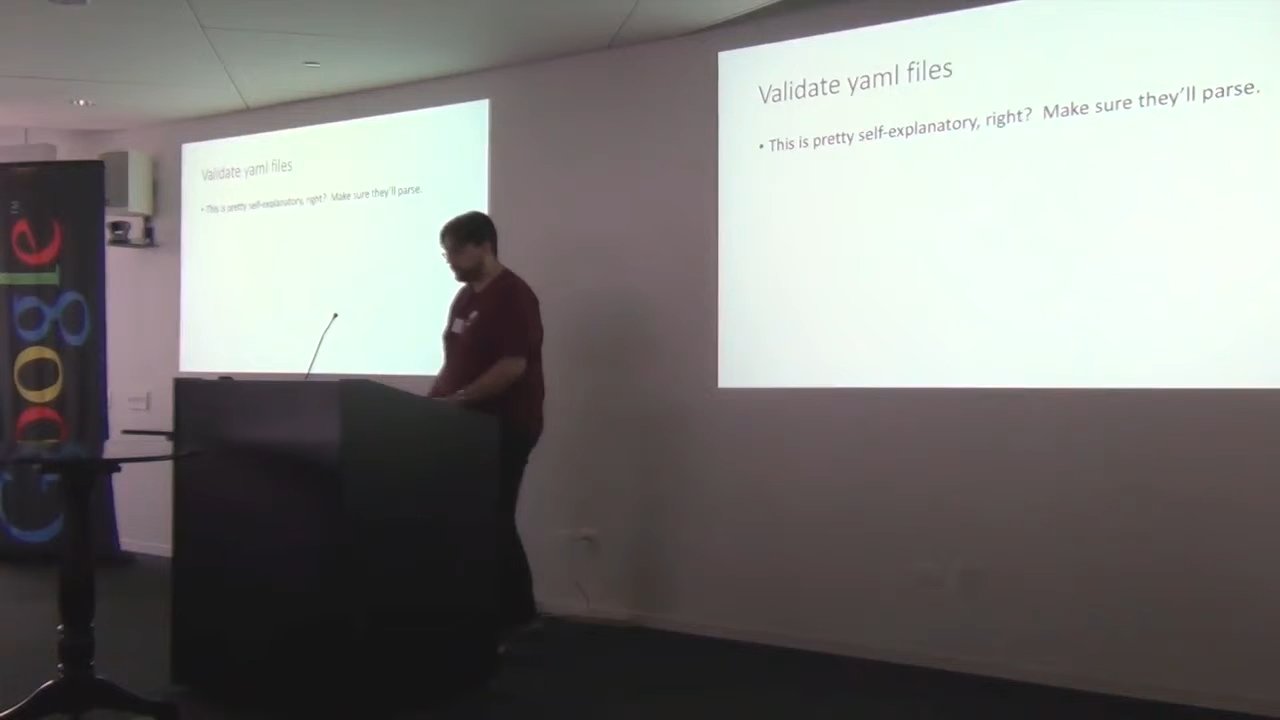 Google
TM
Validate yaml files
• This is pretty self-explanatory, right? Make sure they'll parse.
Validate yaml files
• This is pretty self-explanatory, right? Make sure they'll parse.